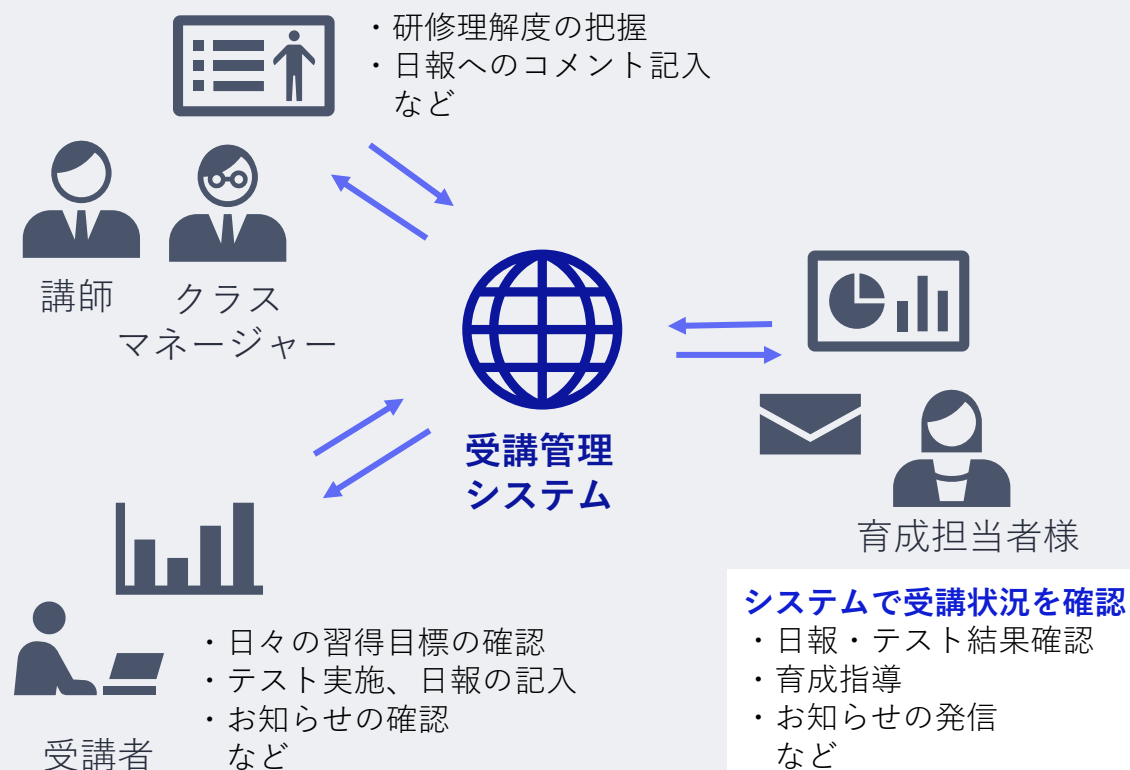 ・研修理解度の把握
・日報へのコメント記入
など
講師
クラス
マネージャー
受講管理
システム
育成担当者様
システムで受講状況を確認
・日報・テスト結果確認
・育成指導
・お知らせの発信
など
・日々の習得目標の確認
・テスト実施、日報の記入
・お知らせの確認
など
受講者